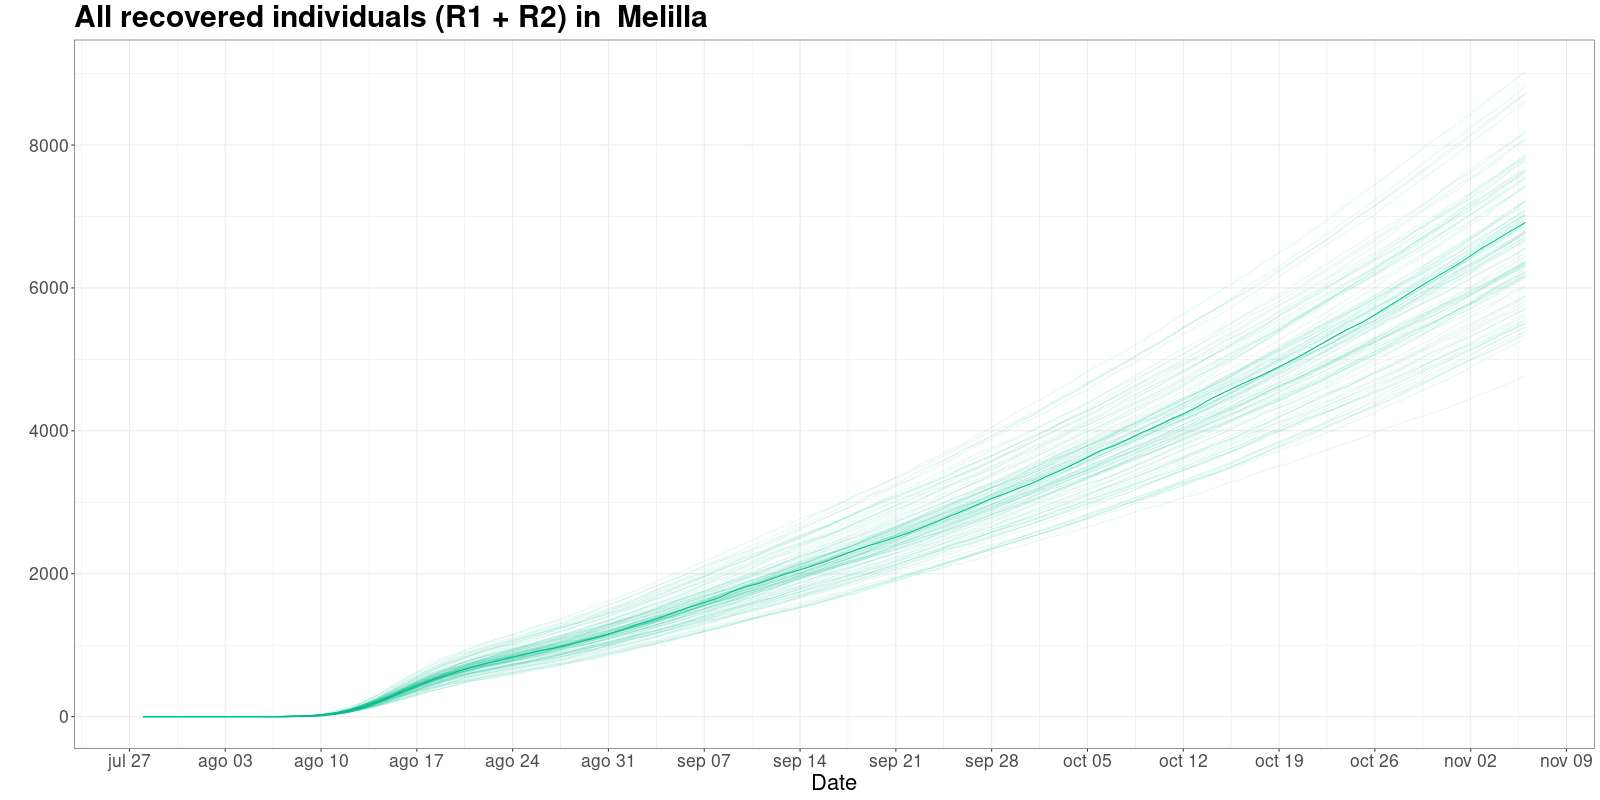 All recovered individuals (R1 + R2) in  Melilla
8000
6000
4000
2000
0
jul 27 ago 03 ago 10 ago 17 ago 24 ago 31 sep 07 sep 14 sep 21 sep 28 oct 05 oct 12 oct 19 oct 26 nov 02 nov 09
Date